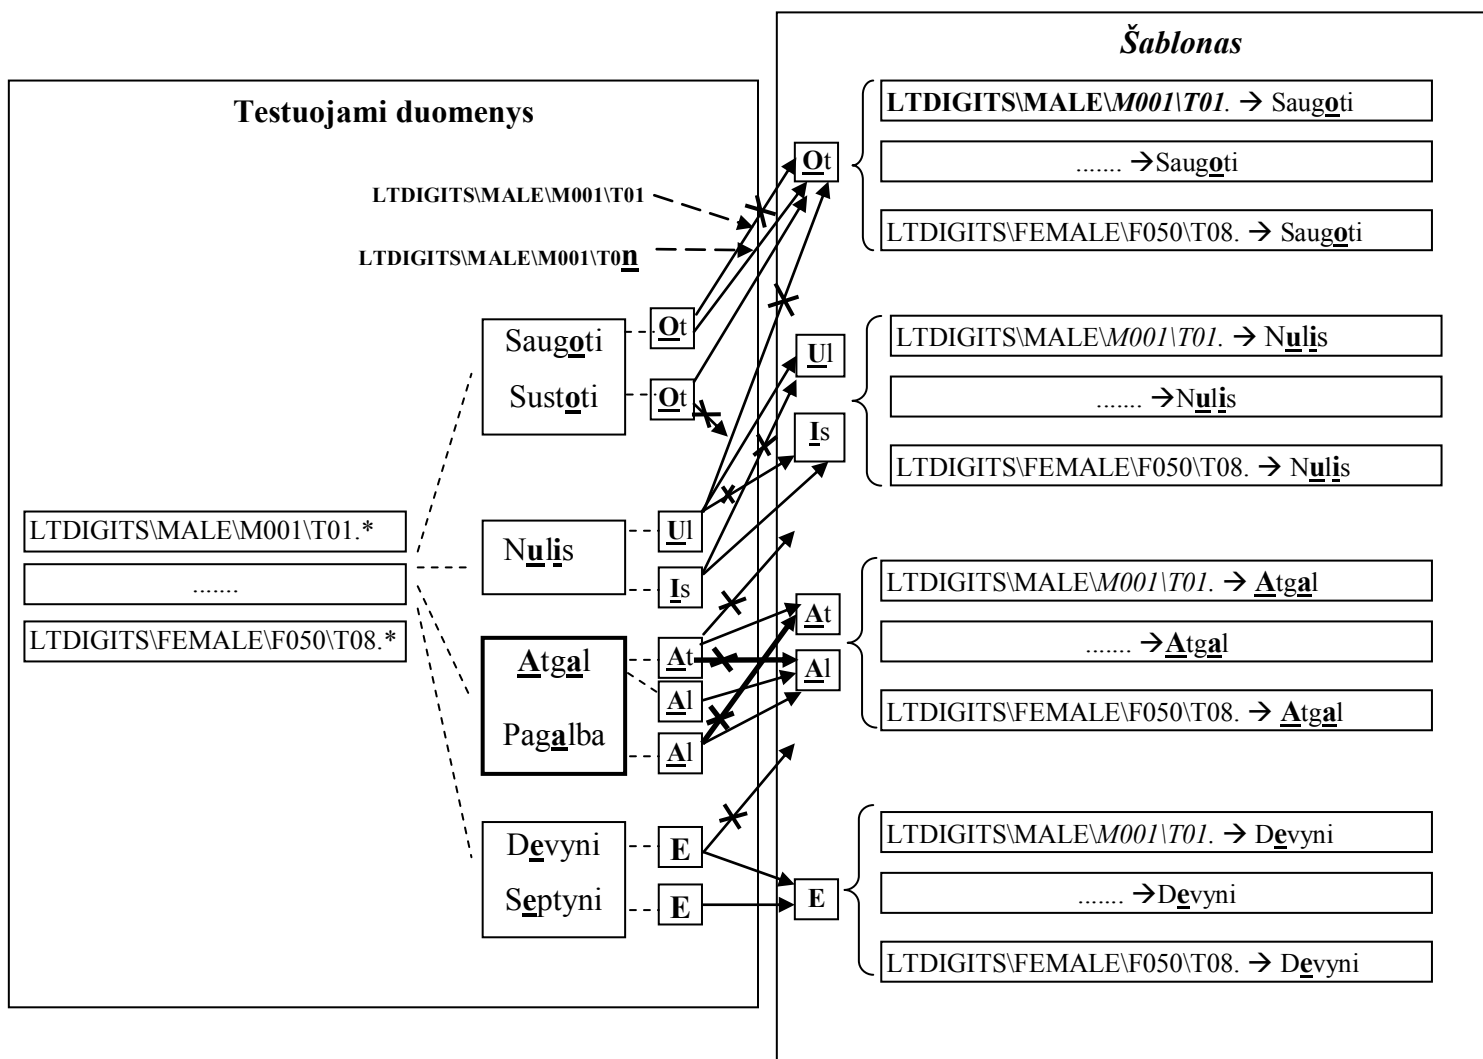 Šablonas
Testuojami duomenys
LTDIGITS\MALE\M001\T01
LTDIGITS\MALE\M001\T0n
LTDIGITS\MALE\M001\T01.*
.......
LTDIGITS\FEMALE\F050\T08.*
Saugoti
Sustoti
Ot
Ot
Nulis
Ul
Is
Atgal
Pagalba
At
Al
Al
Devyni
Septyni
E
E
Ot
LTDIGITS\MALE\M001\T01. → Saugoti
....... →Saugoti
LTDIGITS\FEMALE\F050\T08. → Saugoti
Ul
Is
LTDIGITS\MALE\M001\T01. → Nulis
....... →Nulis
LTDIGITS\FEMALE\F050\T08. → Nulis
At
Al
LTDIGITS\MALE\M001\T01. → Atgal
....... →Atgal
LTDIGITS\FEMALE\F050\T08. → Atgal
E
LTDIGITS\MALE\M001\T01. → Devyni
....... →Devyni
LTDIGITS\FEMALE\F050\T08. → Devyni